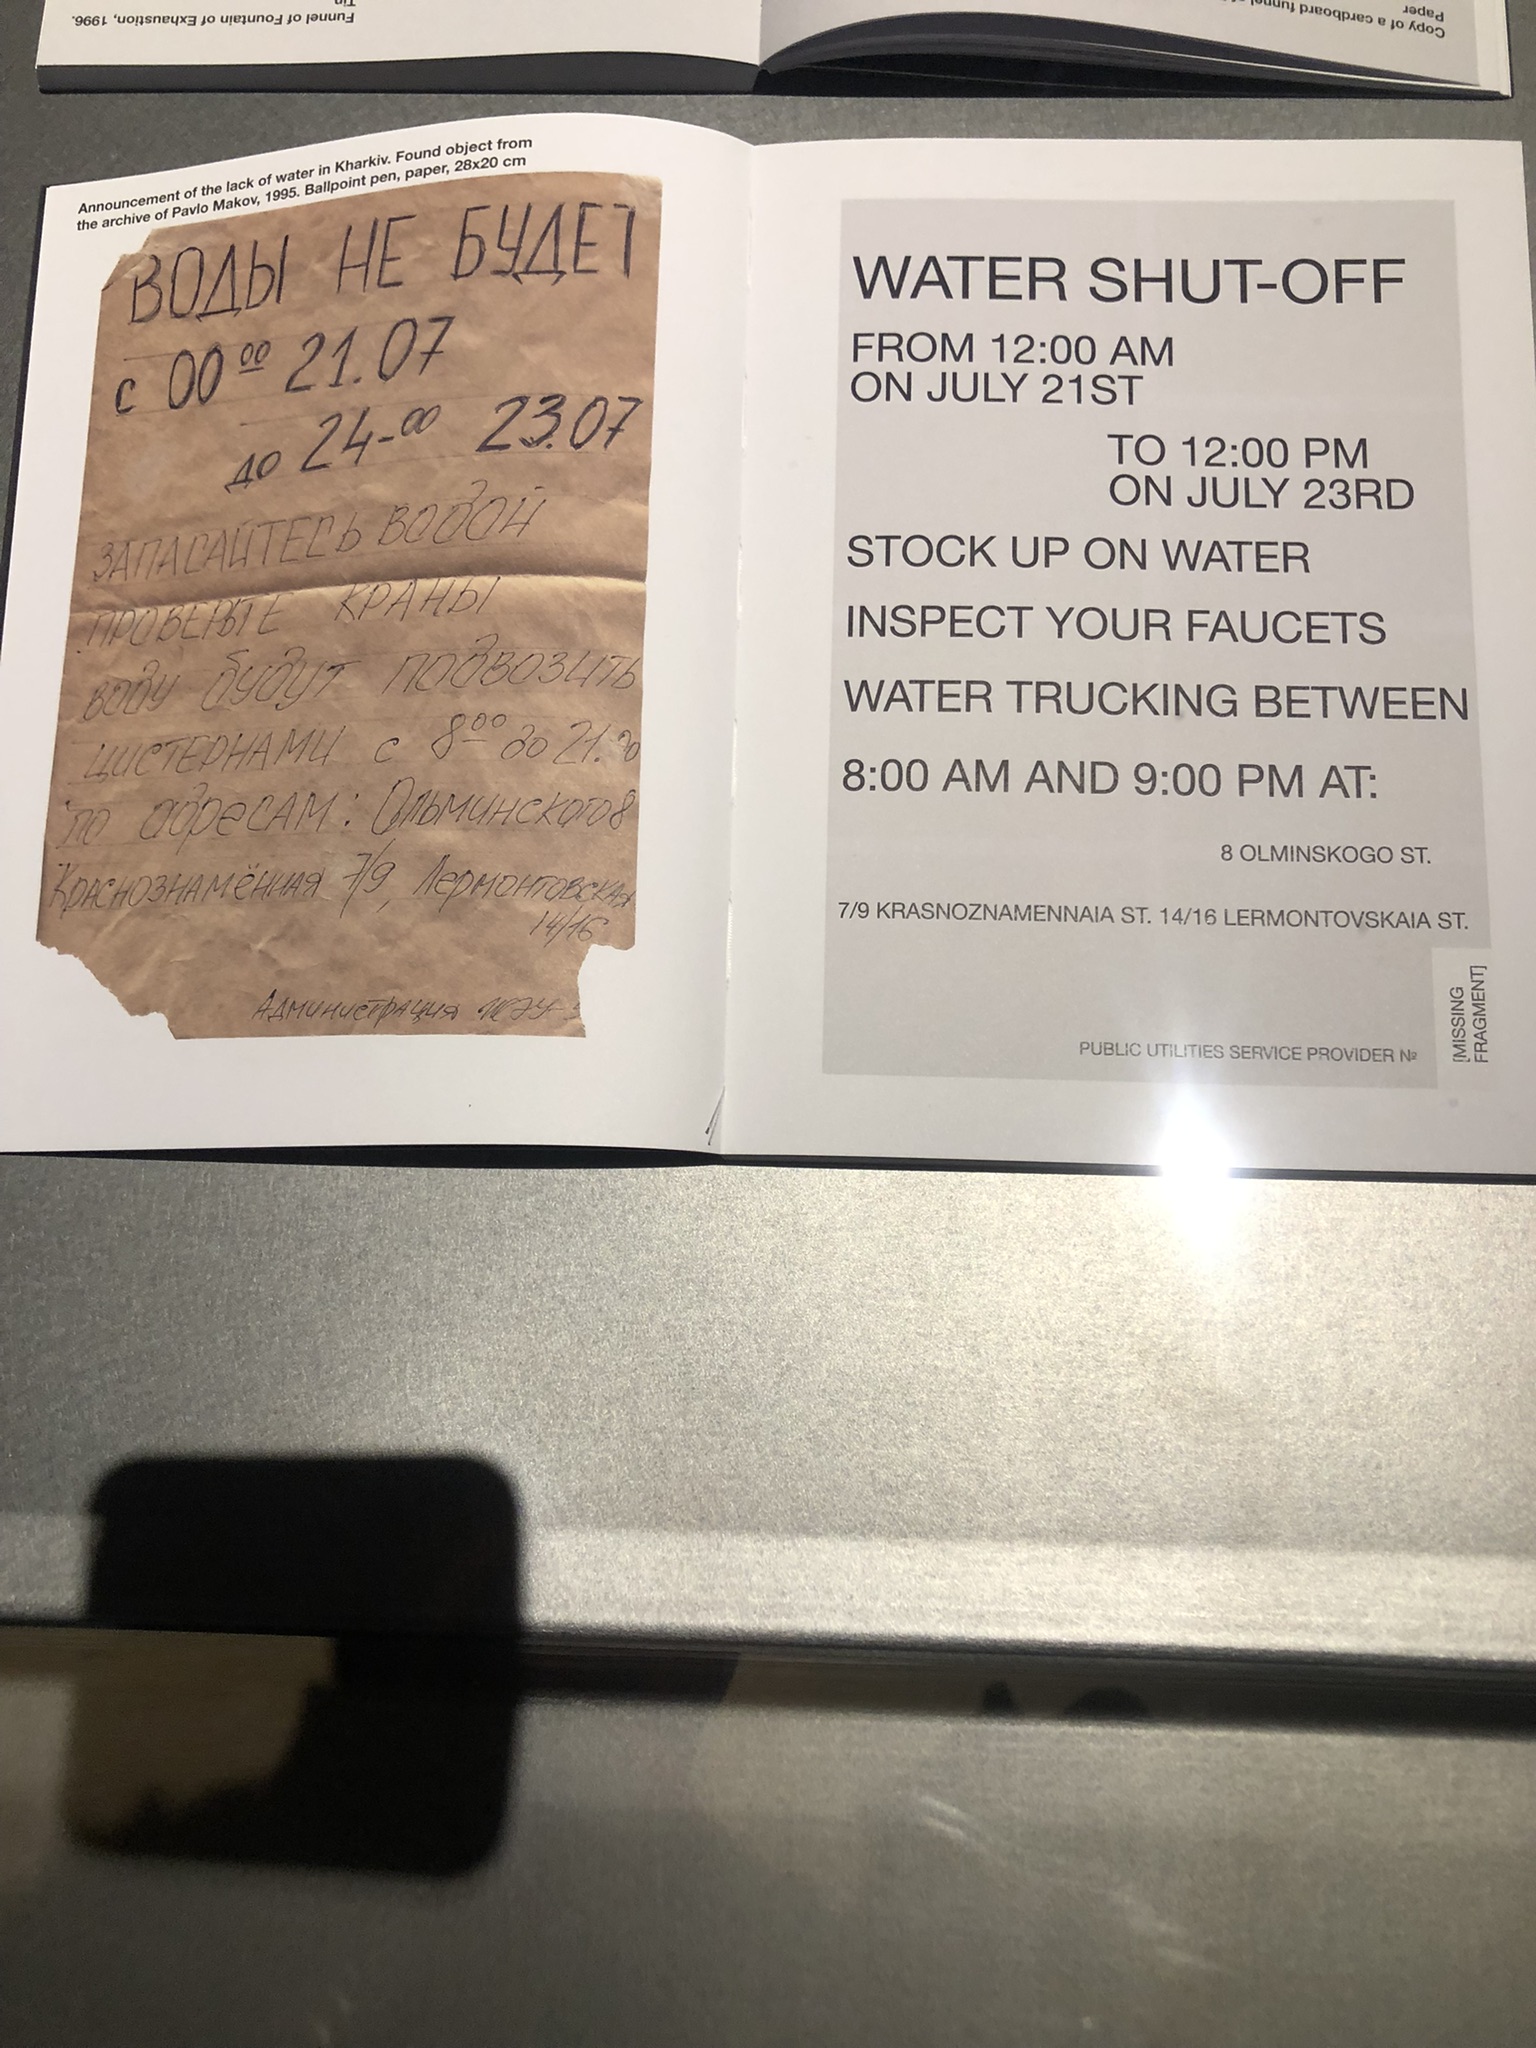 Funnel of Fountain of Exhaustion, 1996.
Tin
Copy of a cardboard funnel
Paper
Announcement of the lack of water in Kharkiv. Found object from
the archive of Pavlo Makov, 1995. Ballpoint pen, paper, 28x20 cm
ВОДЫ НЕ БУДЕТ
с 00 00 21.07
до 24-00 23.07
ЗАПАСАЙТЕСЬ ВОДОЙ
ПРОВЕРЬТЕ КРАНЫ
воду будут подвозить
цистернами с 8 00 до 21.00
по адресам: Ольминского 8
Краснознамённая 7/9, Лермонтовская
14/16
Администрация
WATER SHUT-OFF
FROM 12:00 AM
ON JULY 21ST
TO 12:00 PM
ON JULY 23RD
STOCK UP ON WATER
INSPECT YOUR FAUCETS
WATER TRUCKING BETWEEN
8:00 AM AND 9:00 PM AT:
8 OLMINSKOGO ST.
7/9 KRASNOZNAMENNAIA ST. 14/16 LERMONTOVSKAIA ST.
PUBLIC UTILITIES SERVICE PROVIDER №
[MISSING
FRAGMENT]